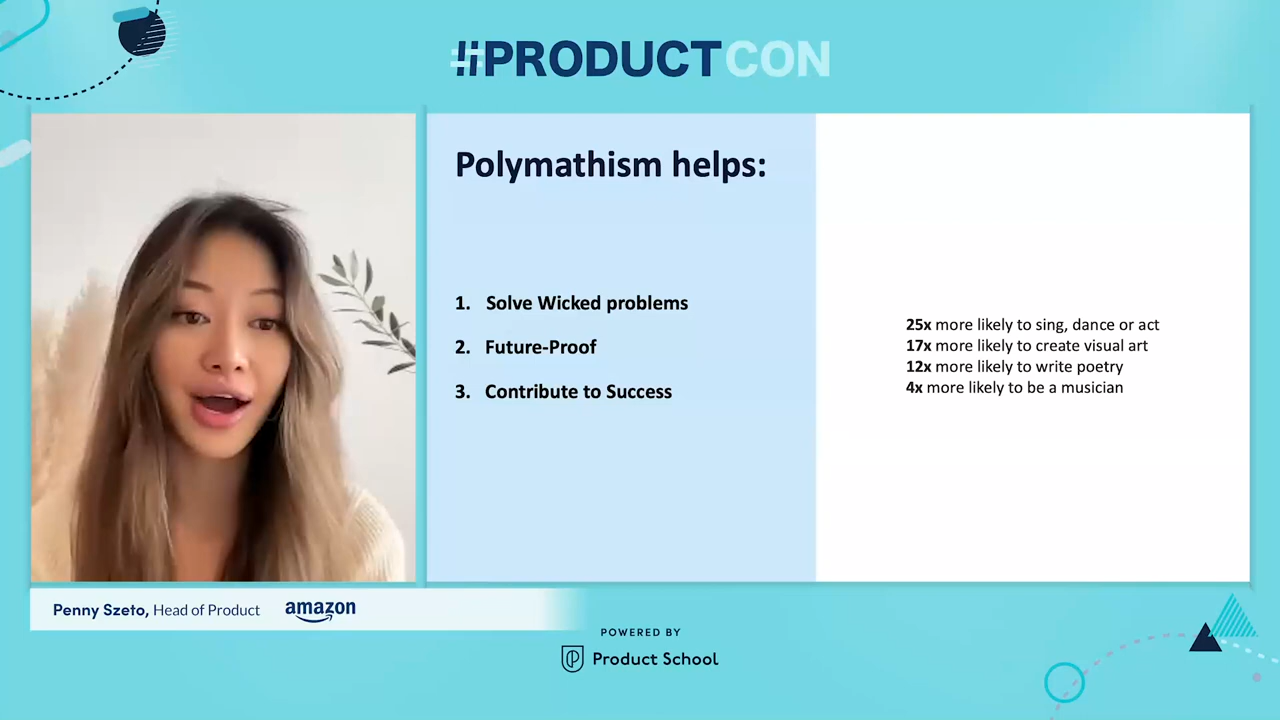 #PRODUCTCON
Polymathism helps:
1. Solve Wicked problems
2. Future-Proof
3. Contribute to Success
25x more likely to sing, dance or act
17x more likely to create visual art
12x more likely to write poetry
4x more likely to be a musician
Penny Szeto, Head of Product amazon
POWERED BY
Product School